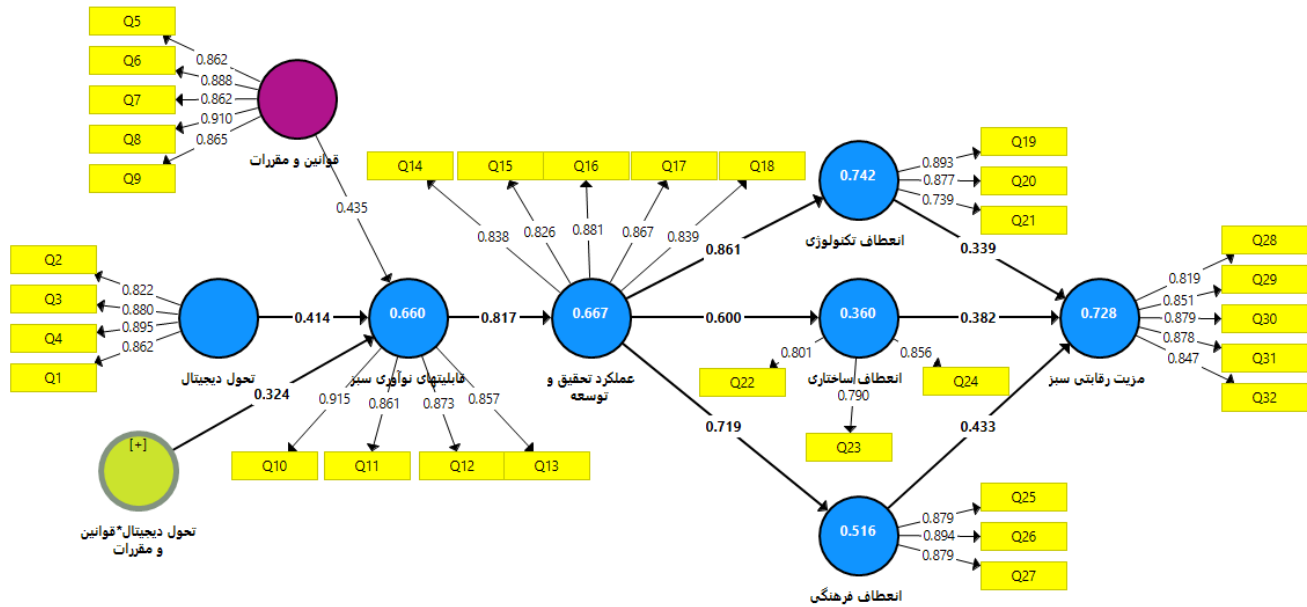 Q5
Q6
Q7
Q8
Q9
0.862
0.888
0.862
0.910
0.865
قوانین و مقررات
0.435
Q2
Q3
Q4
Q1
0.822
0.880
0.895
0.862
تحول دیجیتال
0.414
[+]
تحول دیجیتال*قوانین
و مقررات
0.324
0.660
قابلیتهای نوآوری سبز
0.915
0.861
0.873
0.857
Q10
Q11
Q12
Q13
0.817
Q14
Q15
Q16
Q17
Q18
0.838
0.826
0.881
0.867
0.839
0.667
عملکرد تحقیق و
توسعه
0.861
0.600
0.719
0.742
انعطاف تکنولوژی
0.893
0.877
0.739
Q19
Q20
Q21
0.339
0.360
انعطاف ساختاری
0.801
0.790
0.856
Q22
Q23
Q24
0.382
0.516
انعطاف فرهنگی
0.879
0.894
0.879
Q25
Q26
Q27
0.433
0.728
مزیت رقابتی سبز
0.819
0.851
0.879
0.878
0.847
Q28
Q29
Q30
Q31
Q32